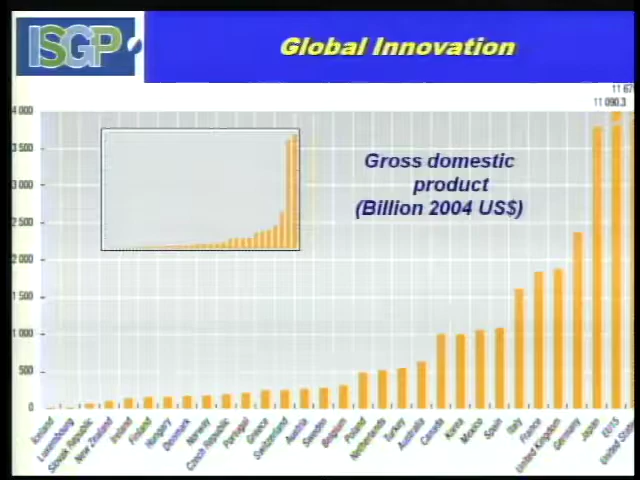 ISGP
Global Innovation
11 67
11 090.3
4 000
3 500
3 000
2 500
2 000
1 500
1 000
500
0
Gross domestic
product
(Billion 2004 US$)
Iceland
Luxembourg
Slovak Republic
New Zealand
Ireland
Finland
Hungary
Denmark
Norway
Czech Republic
Portugal
Greece
Switzerland
Austria
Sweden
Belgium
Poland
Netherlands
Turkey
Australia
Canada
Korea
Mexico
Spain
Italy
France
United Kingdom
Germany
Japan
EU15
United States